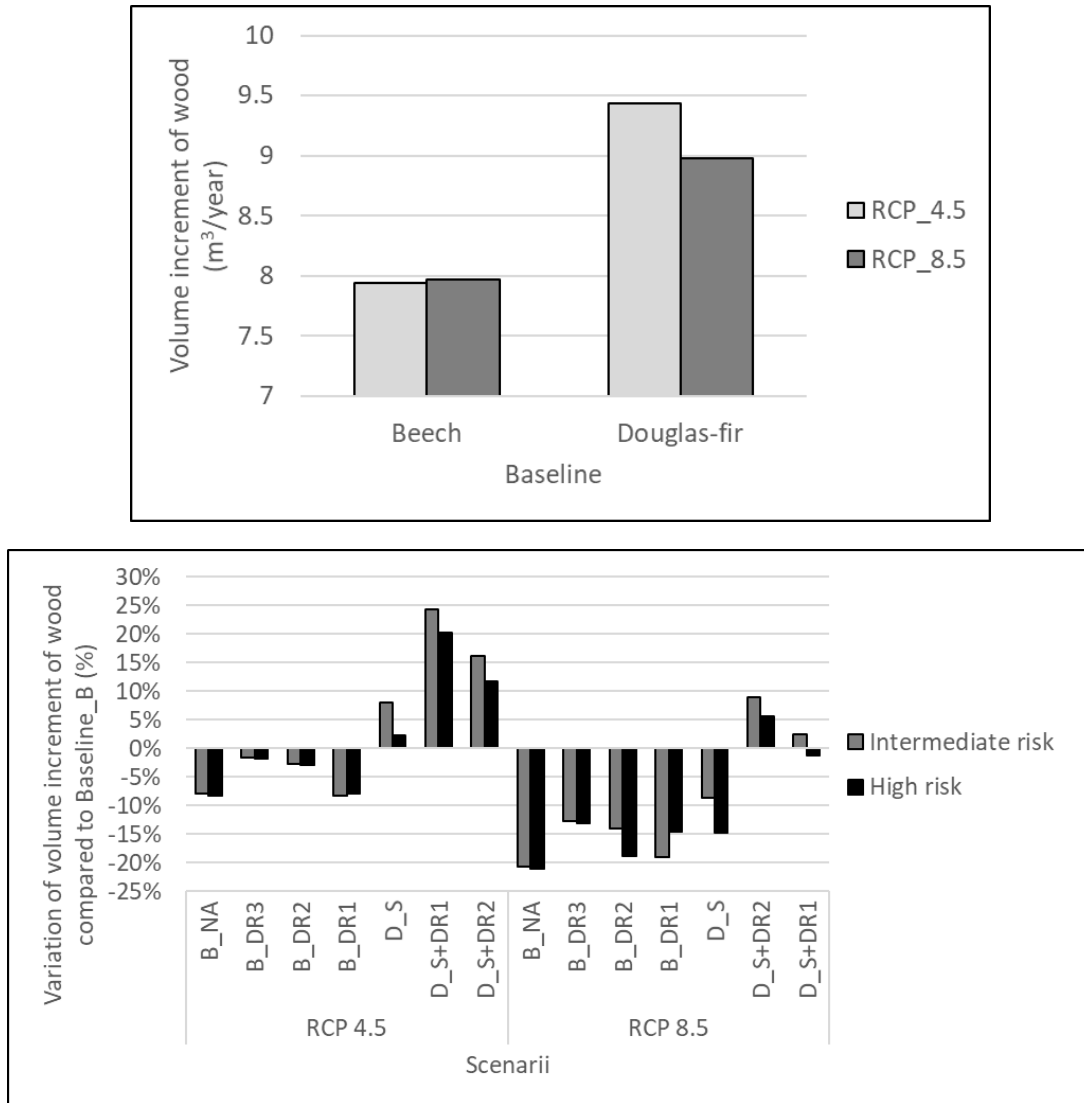 Volume increment of wood
(m³/year)
10
9.5
9
8.5
8
7.5
7
Beech
Douglas-fir
Baseline
RCP_4.5
RCP_8.5
Variation of volume increment of wood
compared to Baseline_B (%)
30%
25%
20%
15%
10%
5%
0%
-5%
-10%
-15%
-20%
-25%
B_NA
B_DR3
B_DR2
B_DR1
D_S
D_S+DR1
D_S+DR2
B_NA
B_DR3
B_DR2
B_DR1
D_S
D_S+DR2
D_S+DR1
RCP 4.5
RCP 8.5
Scenarii
Intermediate risk
High risk